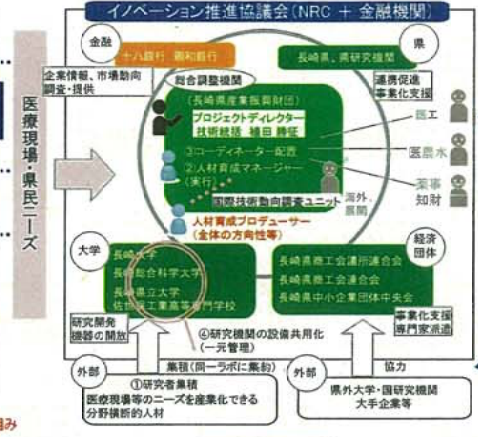 イノベーション推進協議会(NRC + 金融機関)
金融
十八銀行 親和銀行
企業情報、市場動向
調査・提供
県
長崎県、県研究機関
連携促進
事業化支援
総合調整機関
(長崎県産業振興財団)
プロジェクトディレクター
技術統括 植田 勝征
③コーディネーター配置
②人材育成マネージャー
(実行)
国際技術動向調査ユニット
海外
展開
人材育成プロデューサー
(全体の方向性等)
医工
医農水
薬事
知財
医療現場・県民ニーズ
大学
長崎大学
長崎総合科学大学
長崎県立大学
佐世保工業高等専門学校
研究開発
機器の開放
④研究機関の設備共用化
(一元管理)
経済
団体
長崎県商工会議所連合会
長崎県商工会連合会
長崎県中小企業団体中央会
事業化支援
専門家派遣
集積(同一ラボに集約)
協力
外部
①研究者集積
医療現場等のニーズを産業化できる
分野横断的人材
外部
県外大学・国研究機関
大手企業等
組み